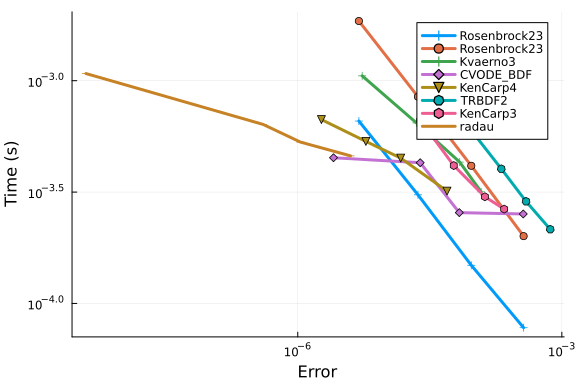 Rosenbrock23
Rosenbrock23
Kvaerno3
CVODE_BDF
KenCarp4
TRBDF2
KenCarp3
radau
10^-3.0
10^-3.5
10^-4.0
Time (s)
10^-6
10^-3
Error